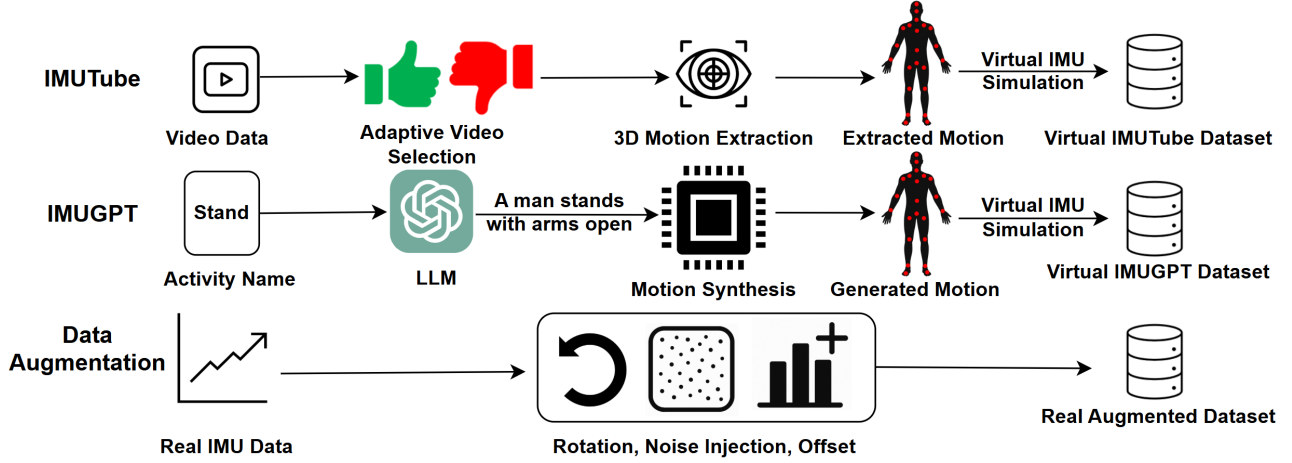 IMUTube
Video Data
Adaptive Video
Selection
3D Motion Extraction
Extracted Motion
Virtual IMU
Simulation
Virtual IMUTube Dataset
IMUGPT
Stand
Activity Name
LLM
A man stands
with arms open
Motion Synthesis
Generated Motion
Virtual IMU
Simulation
Virtual IMUGPT Dataset
Data
Augmentation
Real IMU Data
Rotation, Noise Injection, Offset
Real Augmented Dataset